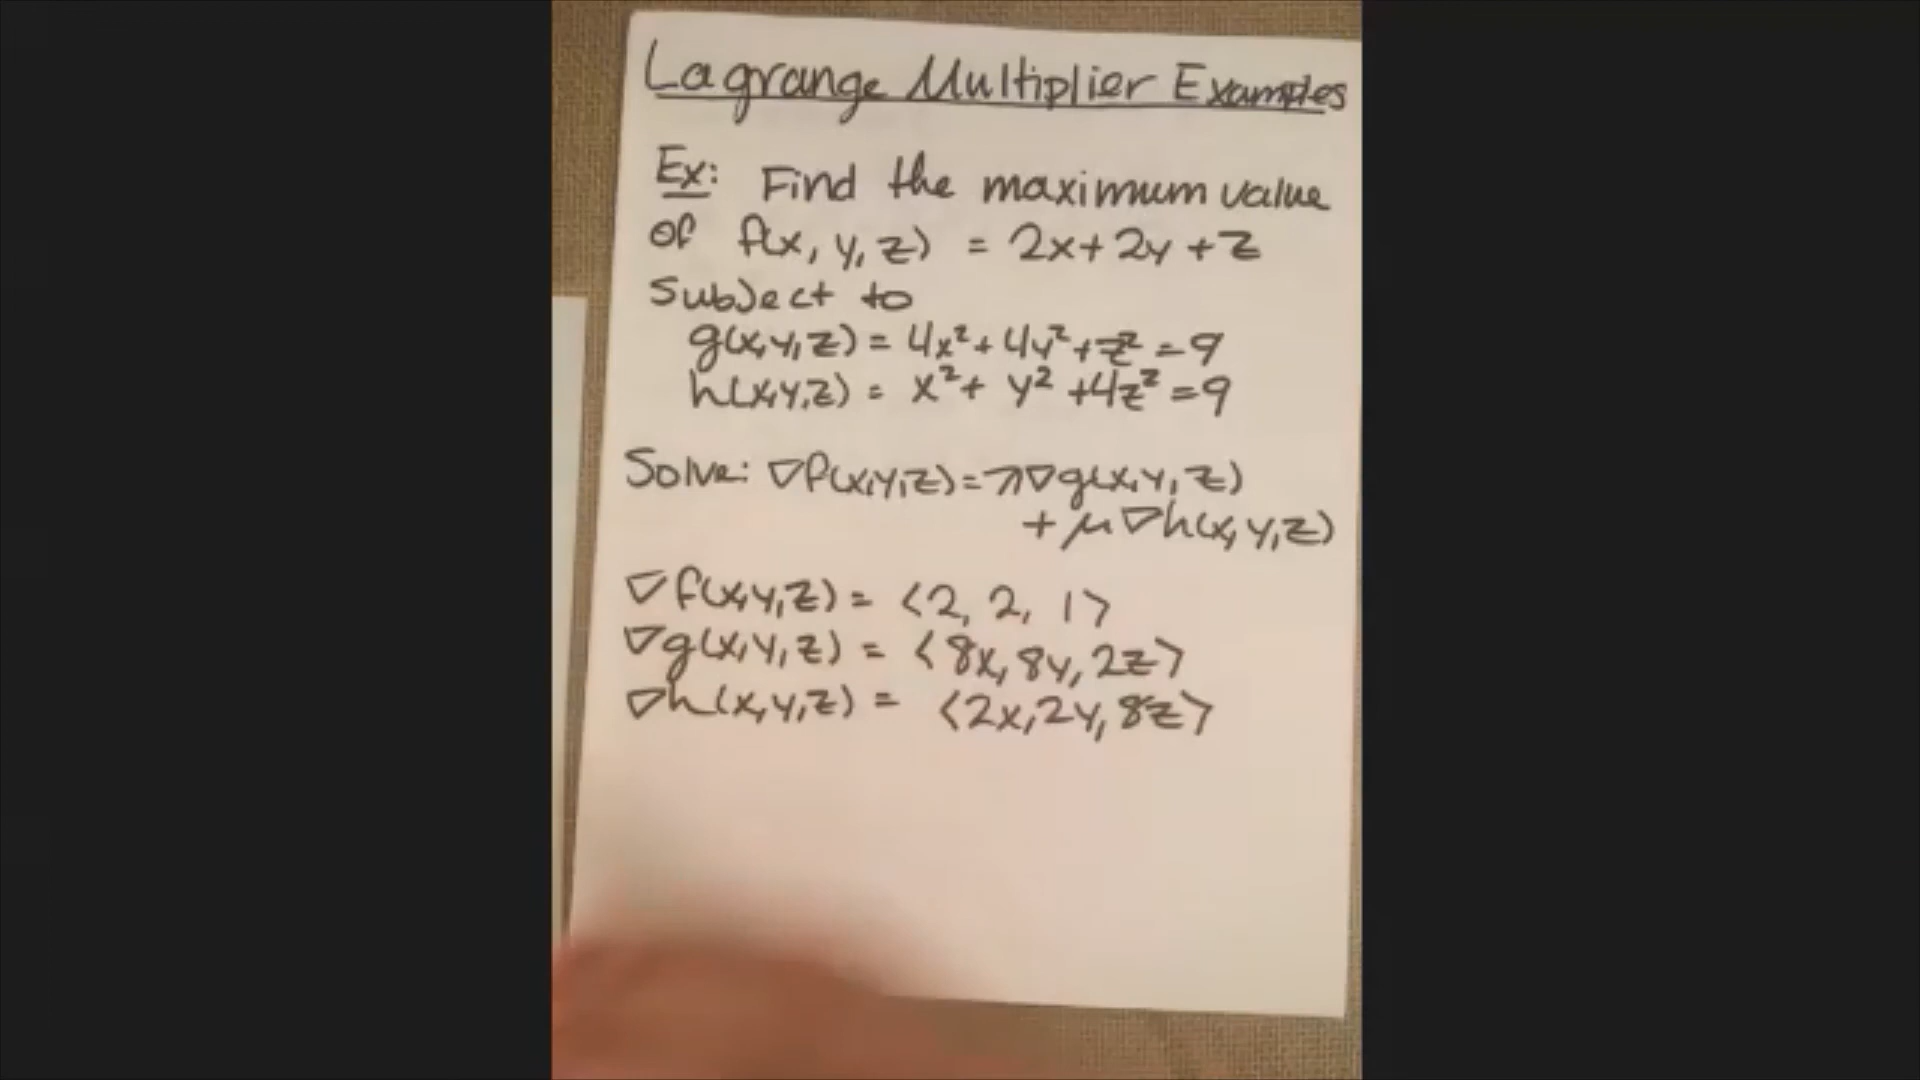 Lagrange Multiplier Examples
Ex: Find the maximum value
of f(x, y, z) = 2x + 2y + z
Subject to
g(x,y,z) = 4x² + 4y² + z² = 9
h(x,y,z) = x² + y² + 4z² = 9
Solve: ∇f(x,y,z) = λ∇g(x,y,z)
+ μ∇h(x,y,z)
∇f(x,y,z) = ⟨2, 2, 1⟩
∇g(x,y,z) = ⟨8x, 8y, 2z⟩
∇h(x,y,z) = ⟨2x, 2y, 8z⟩